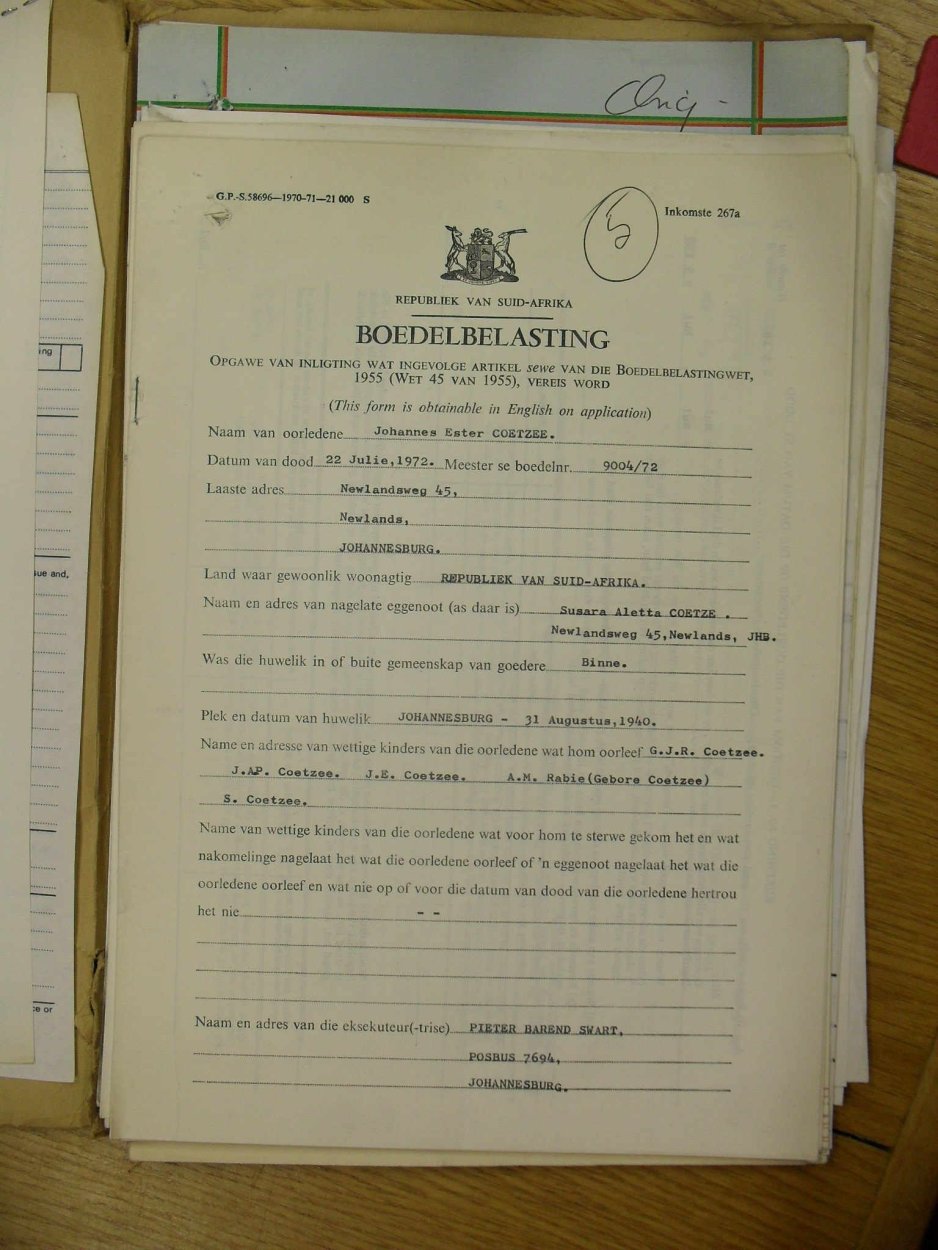 Orig -
G.P.-S.58696—1970-71—21 000 S
5
Inkomste 267a
REPUBLIEK VAN SUID-AFRIKA
BOEDELBELASTING
OPGAWE VAN INLIGTING WAT INGEVOLGE ARTIKEL sewe VAN DIE BOEDELBELASTINGWET,
1955 (WET 45 VAN 1955), VEREIS WORD
(This form is obtainable in English on application)
Naam van oorledene Johannes Ester COETZEE.
Datum van dood 22 Julie,1972. Meester se boedelnr. 9004/72
Laaste adres Newlandsweg 45,
Newlands,
JOHANNESBURG.
Land waar gewoonlik woonagtig REPUBLIEK VAN SUID-AFRIKA.
Naam en adres van nagelate eggenoot (as daar is) Susara Aletta COETZE .
Newlandsweg 45,Newlands, JHB.
Was die huwelik in of buite gemeenskap van goedere Binne.
Plek en datum van huwelik JOHANNESBURG - 31 Augustus,1940.
Name en adresse van wettige kinders van die oorledene wat hom oorleef G.J.R. Coetzee.
J.AP. Coetzee. J.E. Coetzee. A.M. Rabie(Gebore Coetzee)
S. Coetzee.
Name van wettige kinders van die oorledene wat voor hom te sterwe gekom het en wat
nakomelinge nagelaat het wat die oorledene oorleef of 'n eggenoot nagelaat het wat die
oorledene oorleef en wat nie op of voor die datum van dood van die oorledene hertrou
het nie - -
Naam en adres van die eksekuteur(-trise) PIETER BAREND SWART,
POSBUS 7694,
JOHANNESBURG.
ing
sue and,
ce or